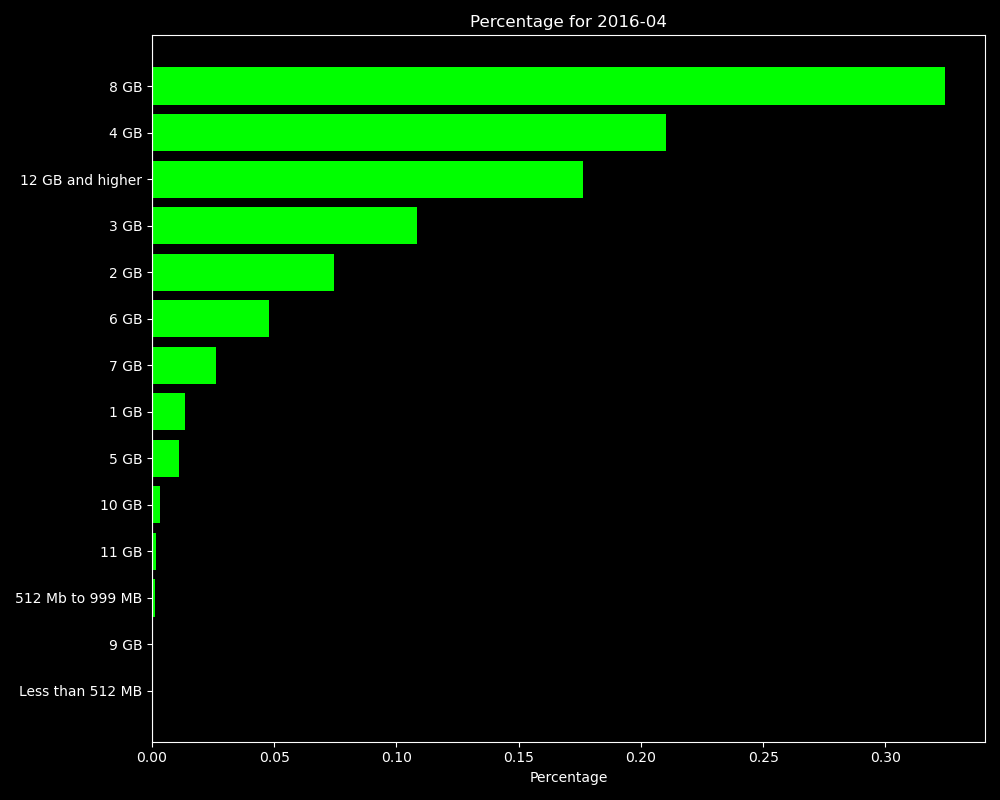 Percentage for 2016-04
8 GB
4 GB
12 GB and higher
3 GB
2 GB
6 GB
7 GB
1 GB
5 GB
10 GB
11 GB
512 Mb to 999 MB
9 GB
Less than 512 MB
0.00 0.05 0.10 0.15 0.20 0.25 0.30
Percentage